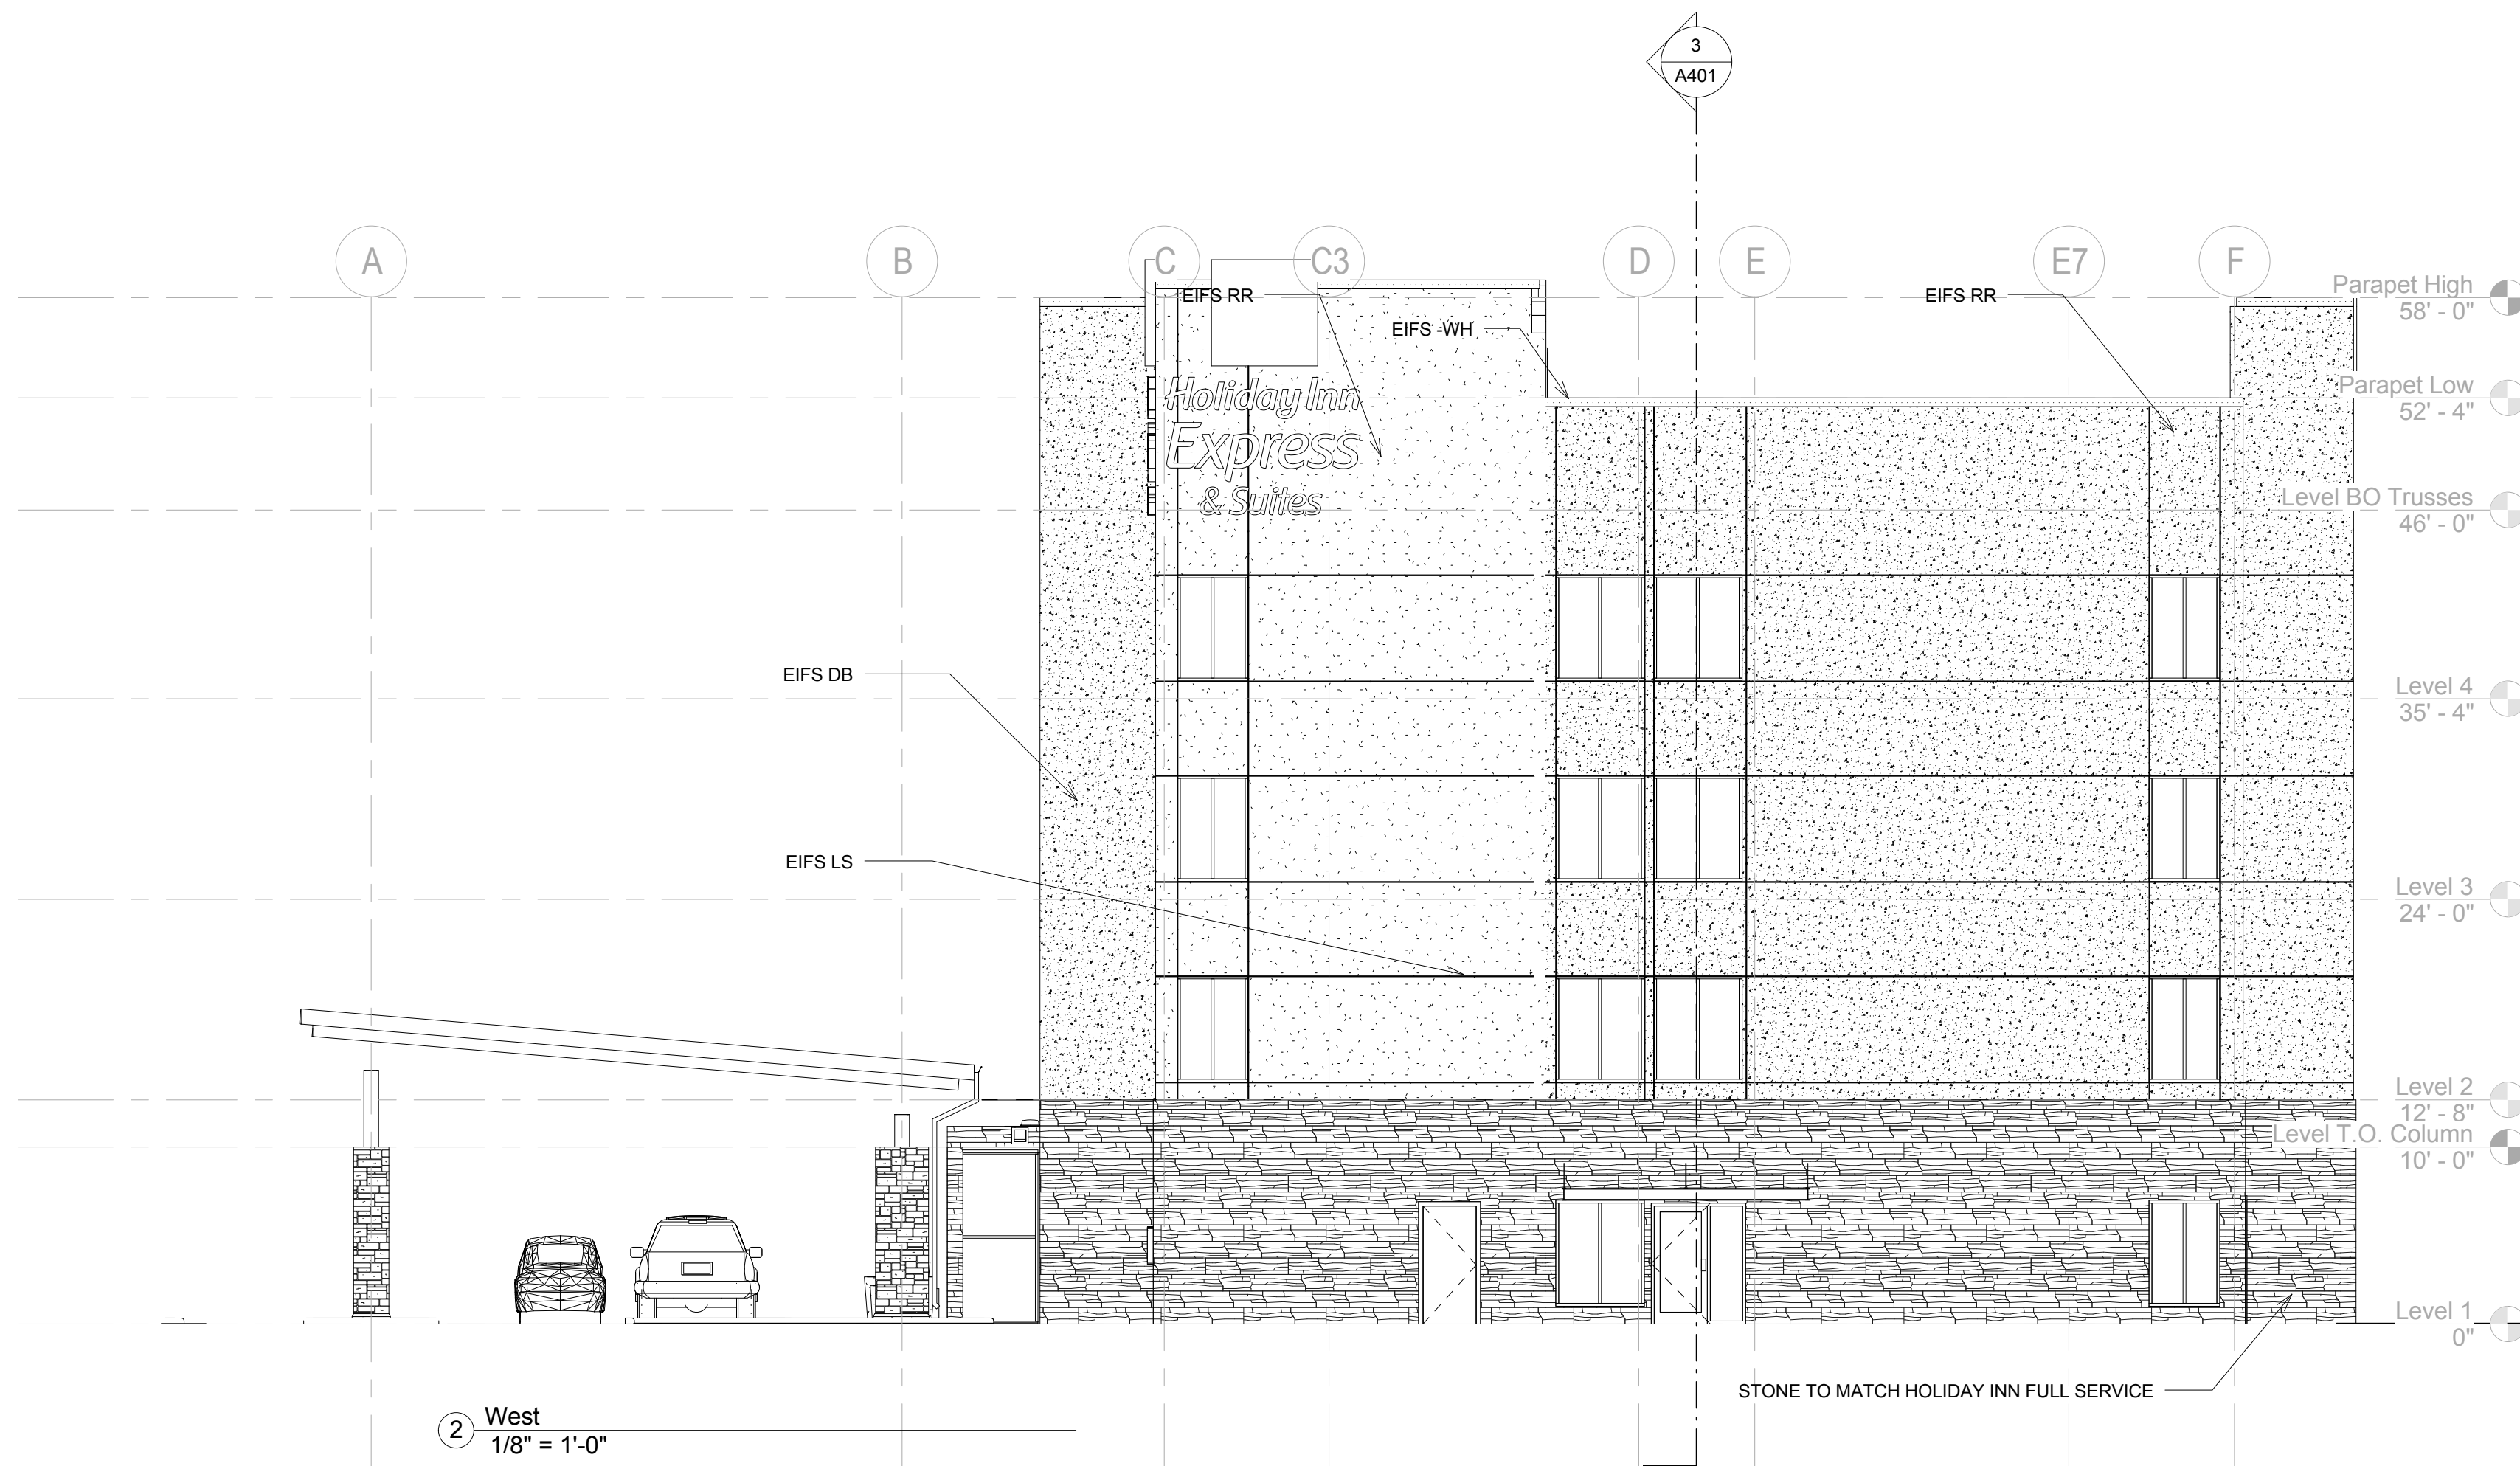 3
A401
A
B
C
C3
D
E
E7
F
Parapet High
58' - 0"
EIFS RR
EIFS RR
EIFS -WH
Parapet Low
52' - 4"
Holiday Inn
Express
& Suites
Level BO Trusses
46' - 0"
EIFS DB
Level 4
35' - 4"
EIFS LS
Level 3
24' - 0"
Level 2
12' - 8"
Level T.O. Column
10' - 0"
Level 1
0"
STONE TO MATCH HOLIDAY INN FULL SERVICE
2
West
1/8" = 1'-0"